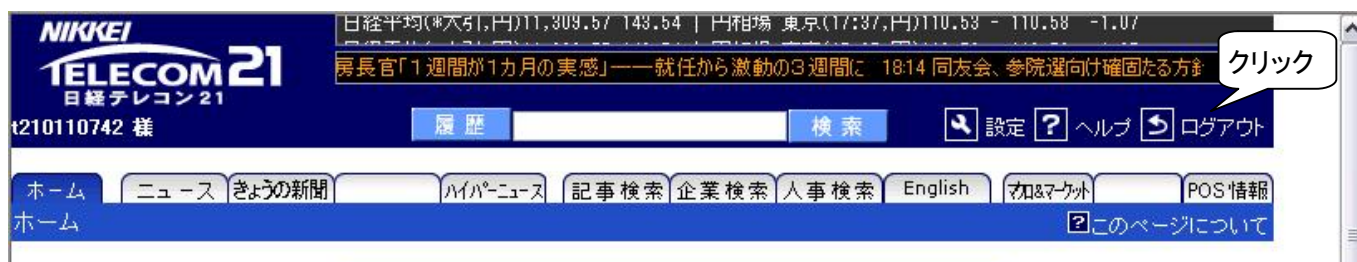 NIKKEI
TELECOM21
日経テレコン21
日経平均(*大引,円)11,309.57 143.54 | 円相場 東京(17:37,円)110.53 - 110.58 -1.07
房長官「1週間が1カ月の実感」――就任から激動の3週間に 18:14 同友会、参院選向け確固たる方針
クリック
t210110742 様
履歴
検索
設定 ? ヘルプ ログアウト
ホーム ニュース きょうの新聞 ハイパーニュース 記事検索 企業検索 人事検索 English マクロ&マーケット POS情報
ホーム
?このページについて